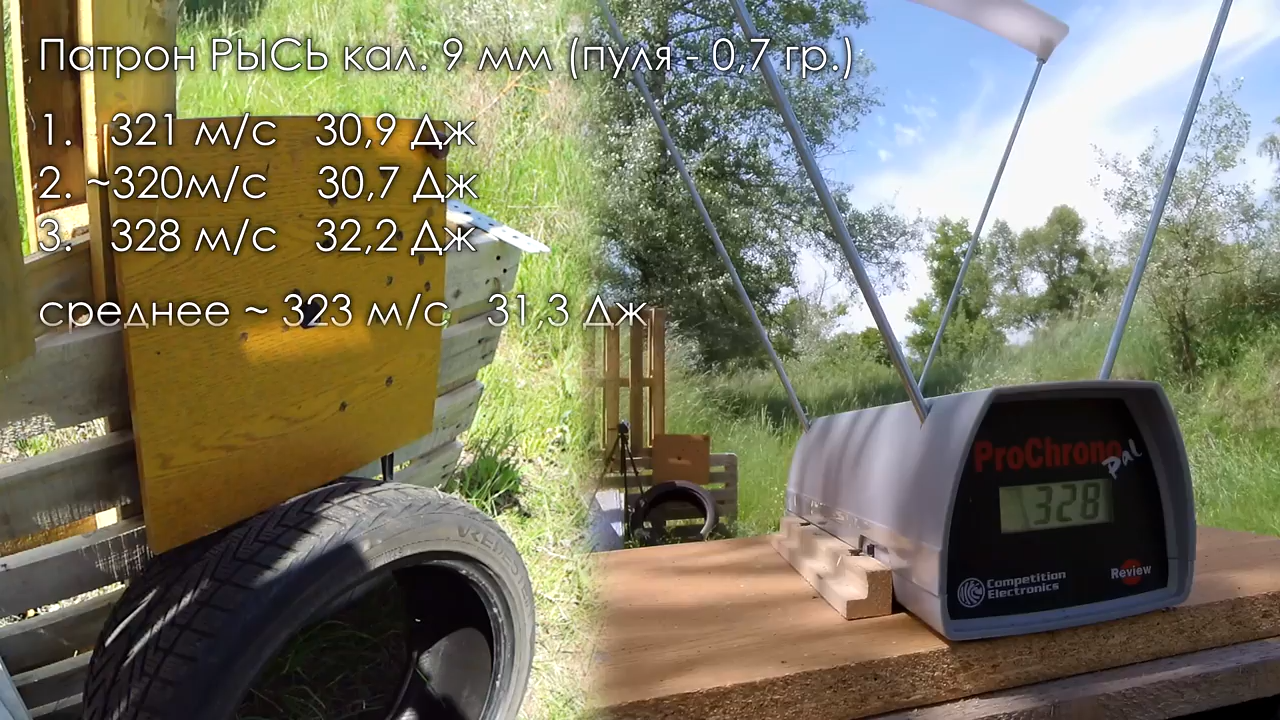 Патрон РЫСЬ кал. 9 мм (пуля - 0,7 гр.)
1. 321 м/с 30,9 Дж
2. ~320м/с 30,7 Дж
3. 328 м/с 32,2 Дж
среднее ~ 323 м/с 31,3 Дж
ProChrono
Pal
328
Competition
Electronics
Review